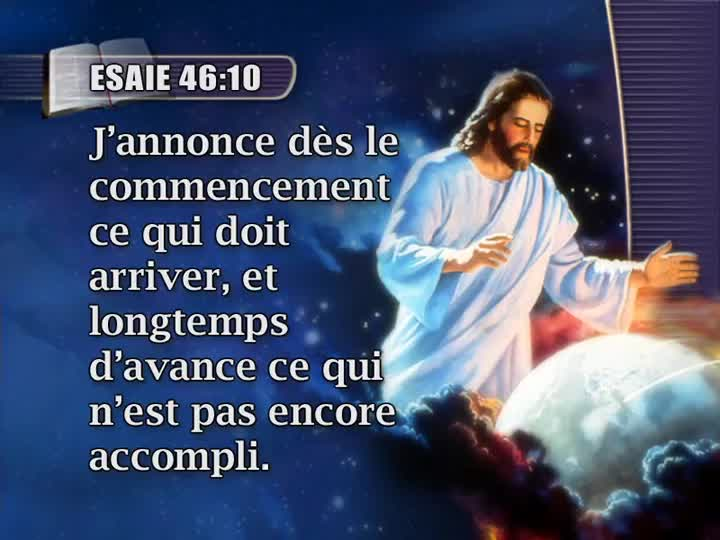 ESAIE 46:10
J’annonce dès le
commencement
ce qui doit
arriver, et
longtemps
d’avance ce qui
n’est pas encore
accompli.